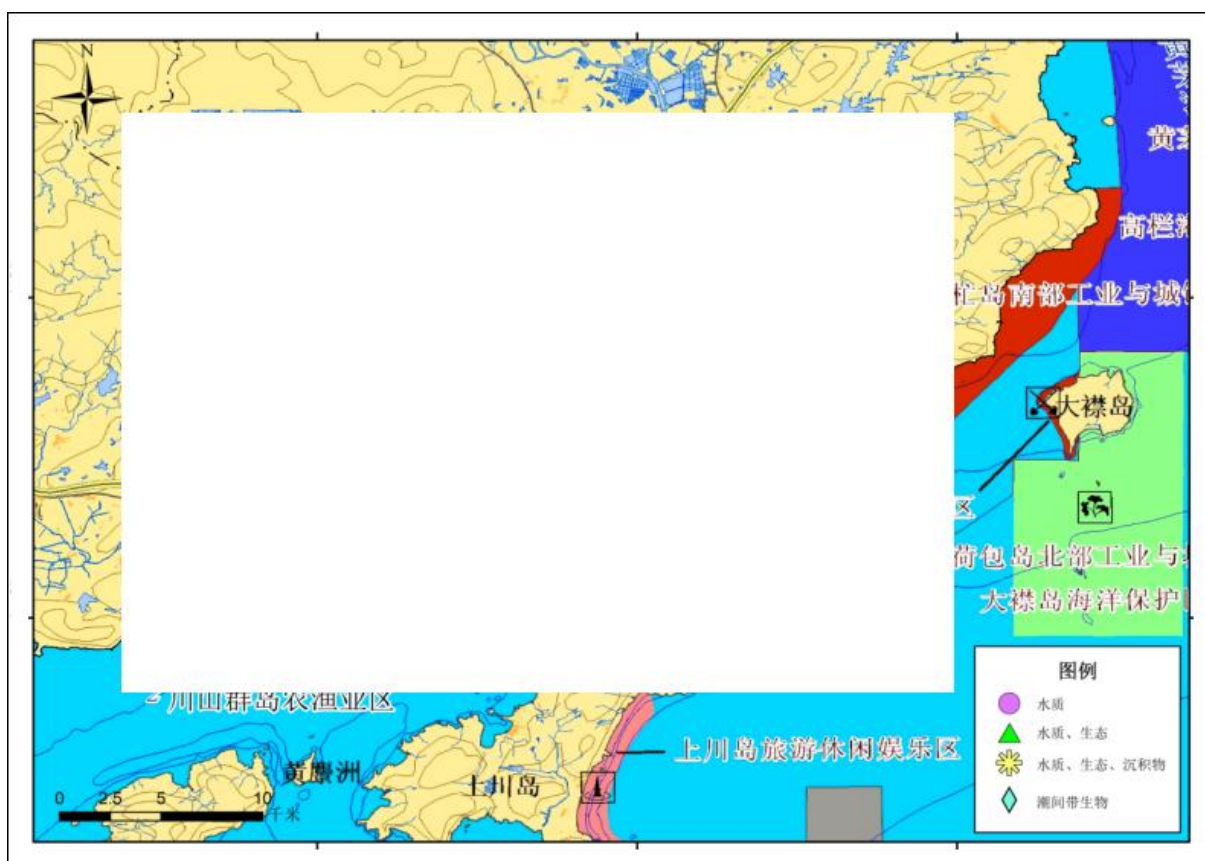 N
黄
高栏港
杧岛南部工业与城
大襟岛
区
荷包岛北部工业与
大襟岛海洋保护
川山群岛农渔业区
上川岛旅游休闲娱乐区
黄麖洲
上川岛
0 2.5 5 10
千米
图例
水质
水质、生态
水质、生态、沉积物
潮间带生物